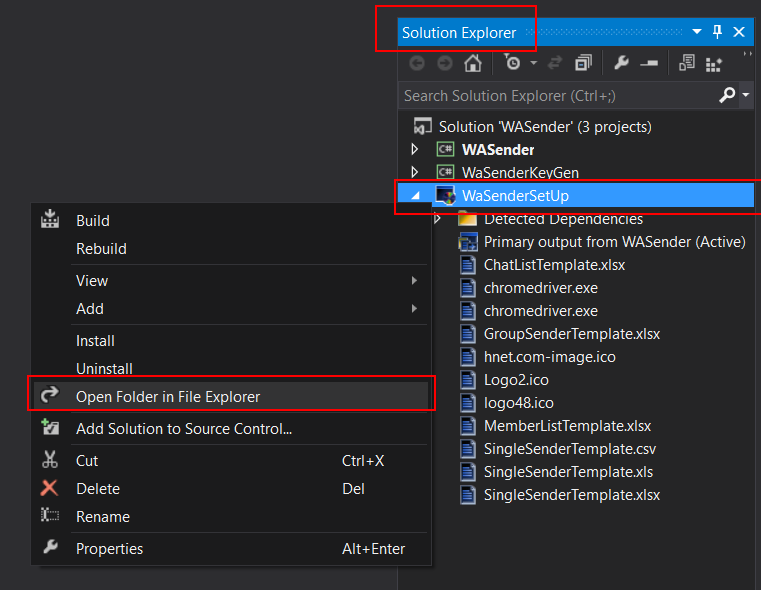 Solution Explorer
Search Solution Explorer (Ctrl+;)
Solution 'WASender' (3 projects)
C# WASender
C# WaSenderKeyGen
WaSenderSetUp
Detected Dependencies
Primary output from WASender (Active)
ChatListTemplate.xlsx
chromedriver.exe
chromedriver.exe
GroupSenderTemplate.xlsx
hnet.com-image.ico
Logo2.ico
logo48.ico
MemberListTemplate.xlsx
SingleSenderTemplate.csv
SingleSenderTemplate.xls
SingleSenderTemplate.xlsx
Build
Rebuild
View
Add
Install
Uninstall
Open Folder in File Explorer
Add Solution to Source Control...
Cut Ctrl+X
Delete Del
Rename
Properties Alt+Enter